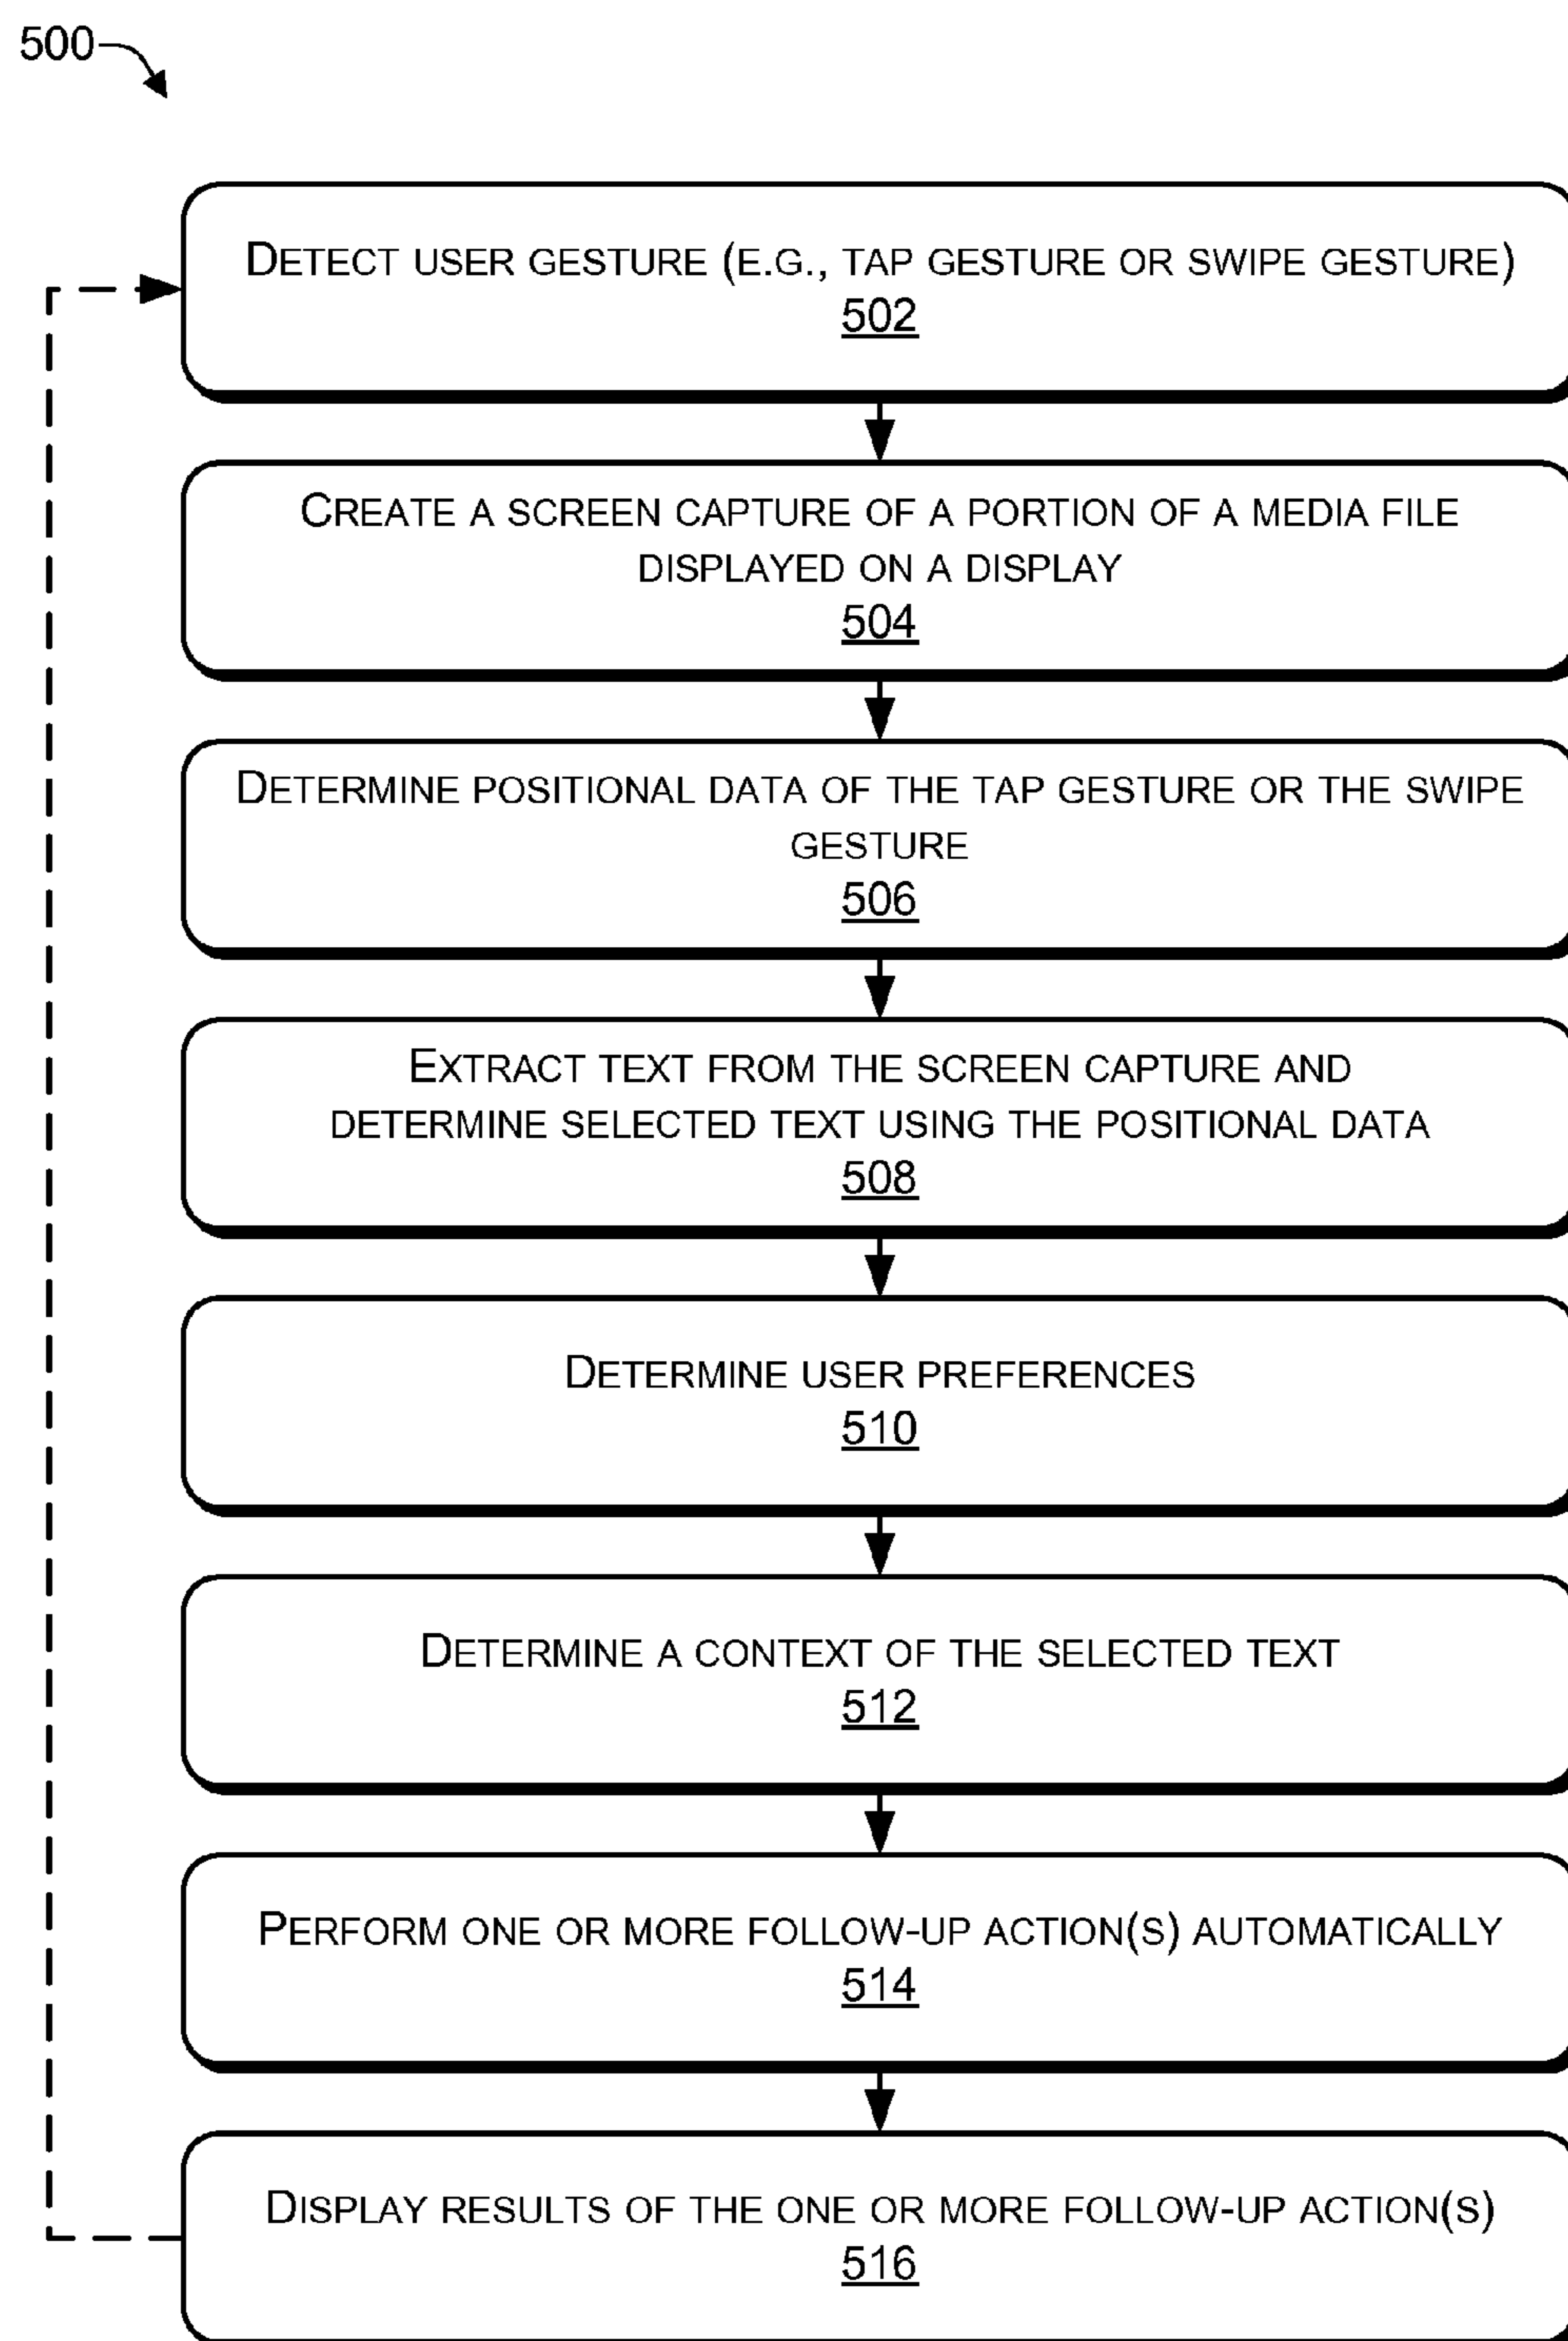 500
DETECT USER GESTURE (E.G., TAP GESTURE OR SWIPE GESTURE)
502
CREATE A SCREEN CAPTURE OF A PORTION OF A MEDIA FILE
DISPLAYED ON A DISPLAY
504
DETERMINE POSITIONAL DATA OF THE TAP GESTURE OR THE SWIPE
GESTURE
506
EXTRACT TEXT FROM THE SCREEN CAPTURE AND
DETERMINE SELECTED TEXT USING THE POSITIONAL DATA
508
DETERMINE USER PREFERENCES
510
DETERMINE A CONTEXT OF THE SELECTED TEXT
512
PERFORM ONE OR MORE FOLLOW-UP ACTION(S) AUTOMATICALLY
514
DISPLAY RESULTS OF THE ONE OR MORE FOLLOW-UP ACTION(S)
516